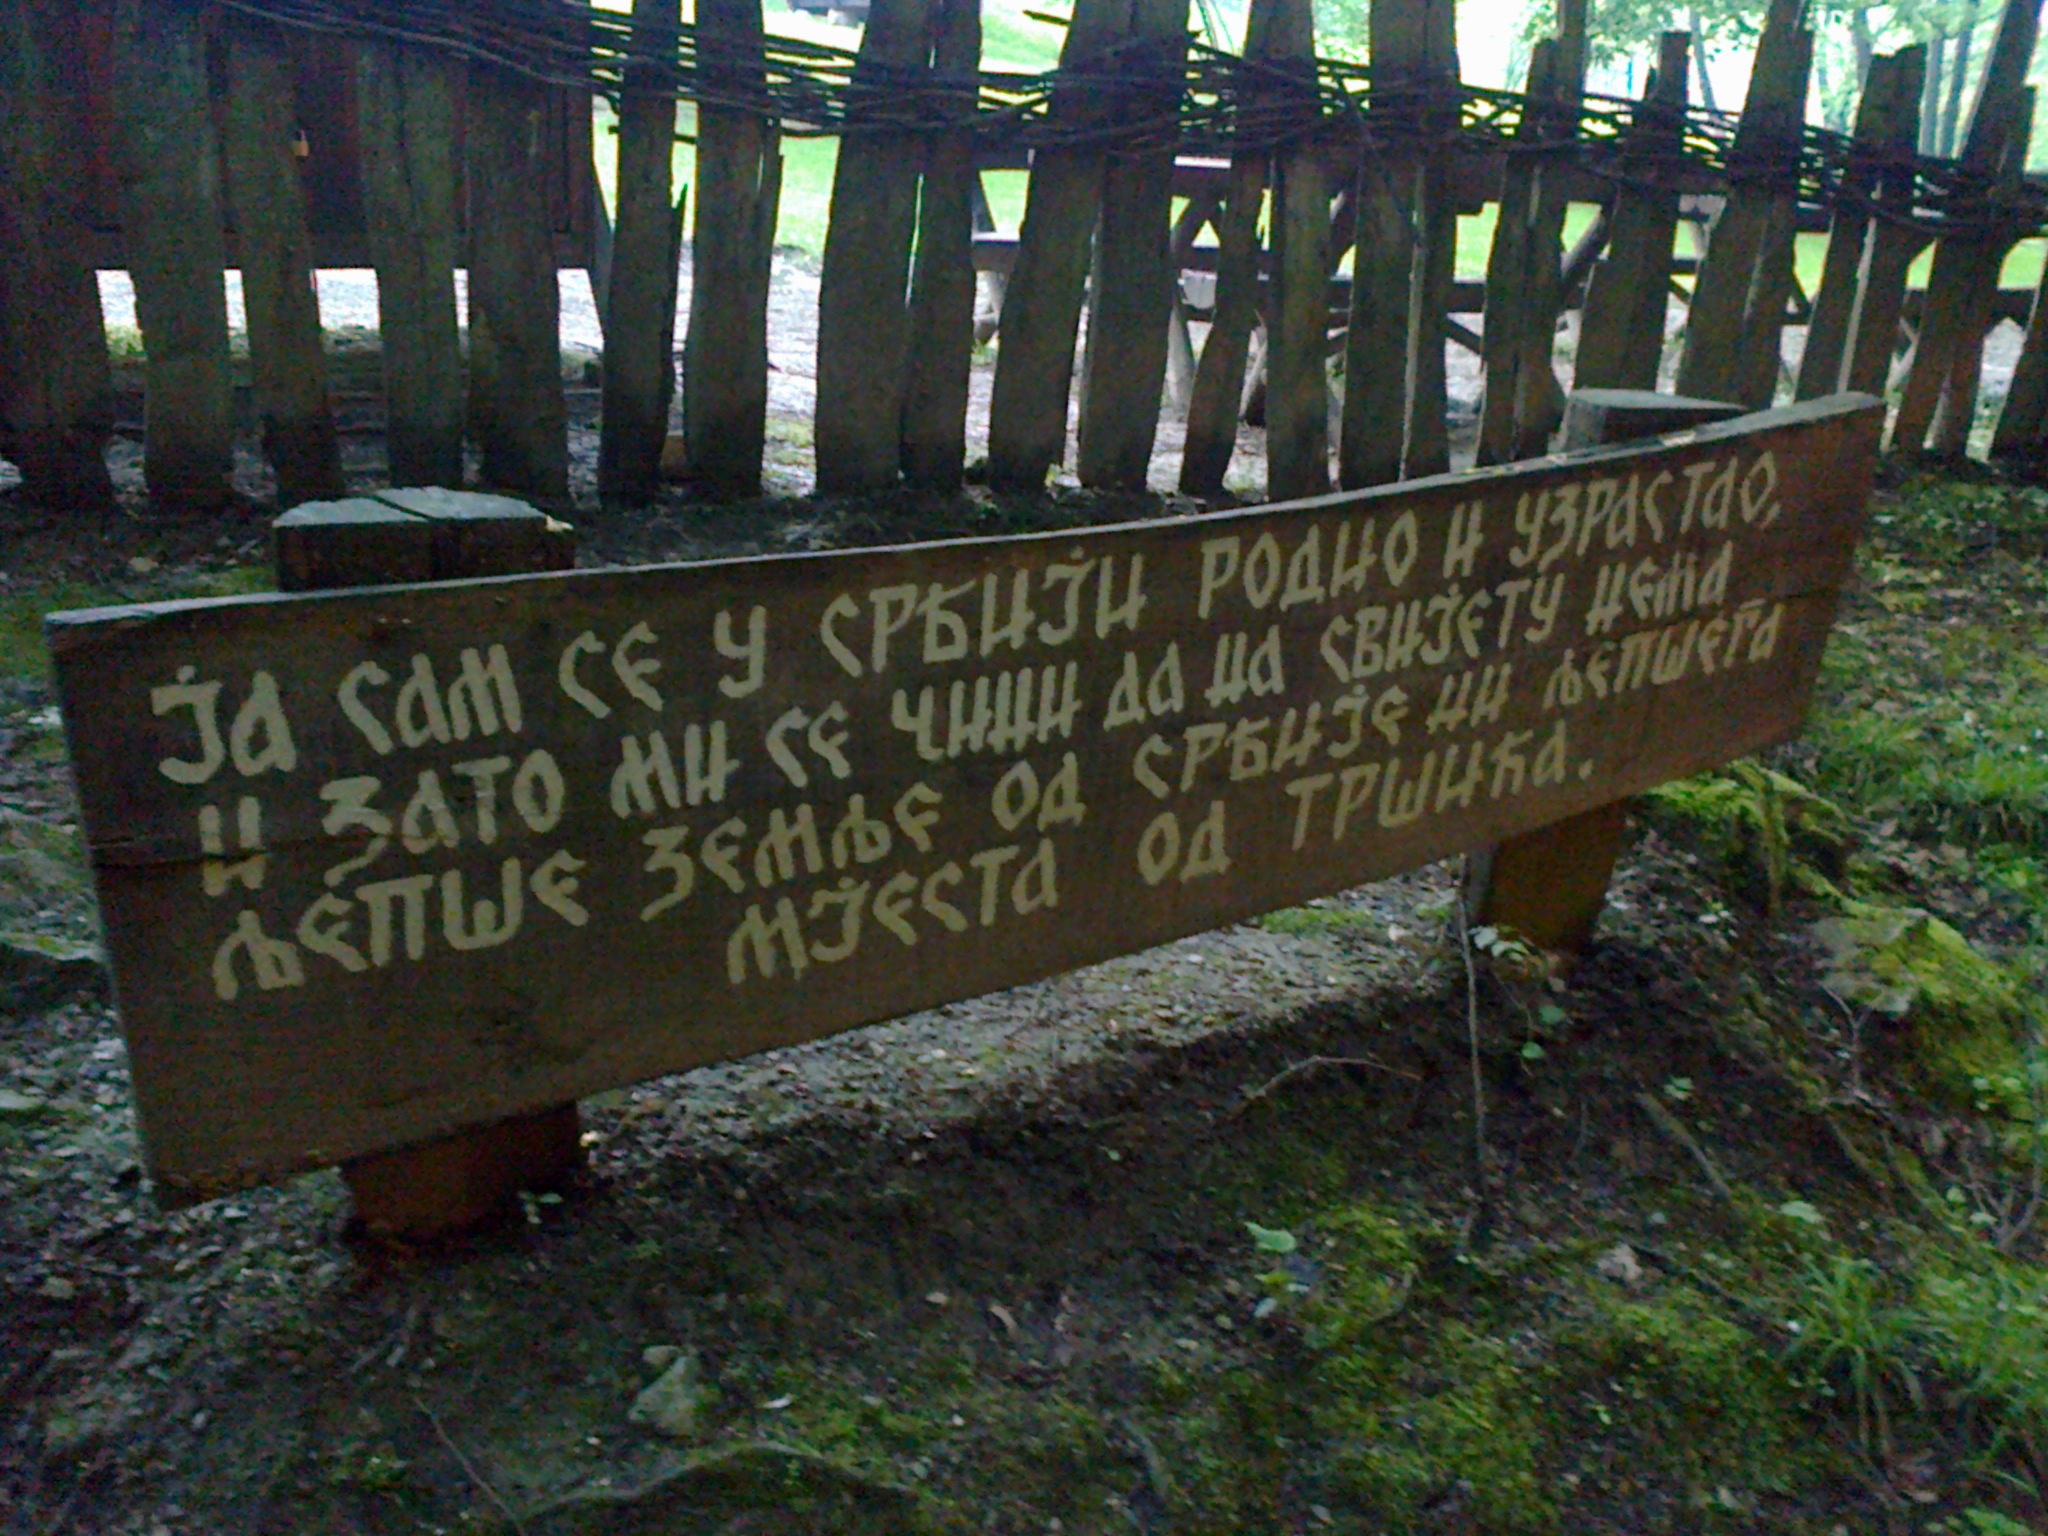 ЈА САМ СЕ У СРБИЈИ РОДИО И УЗРАСТАО,
И ЗАТО МИ СЕ ЧИНИ ДА НА СВИЈЕТУ НЕМА
ЉЕПШЕ ЗЕМЉЕ ОД СРБИЈЕ НИ ЉЕПШЕГА
МЈЕСТА ОД ТРШИЋА.